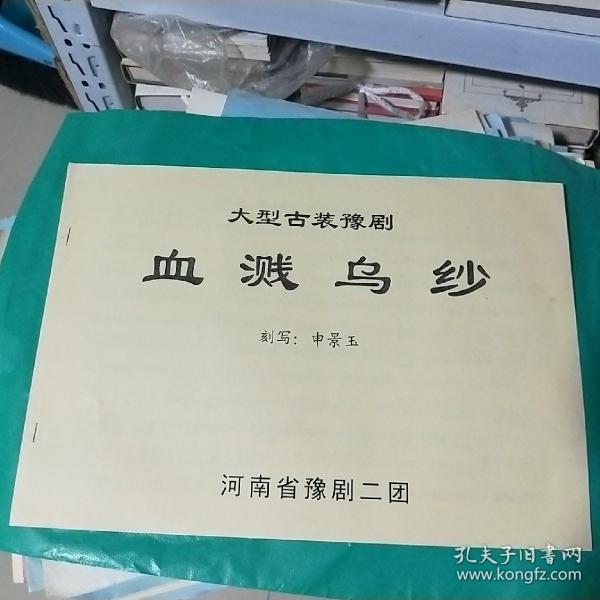 大型古装豫剧
血溅乌纱
刻写：申景玉
河南省豫剧二团
孔夫子旧书网
www.kongfz.com